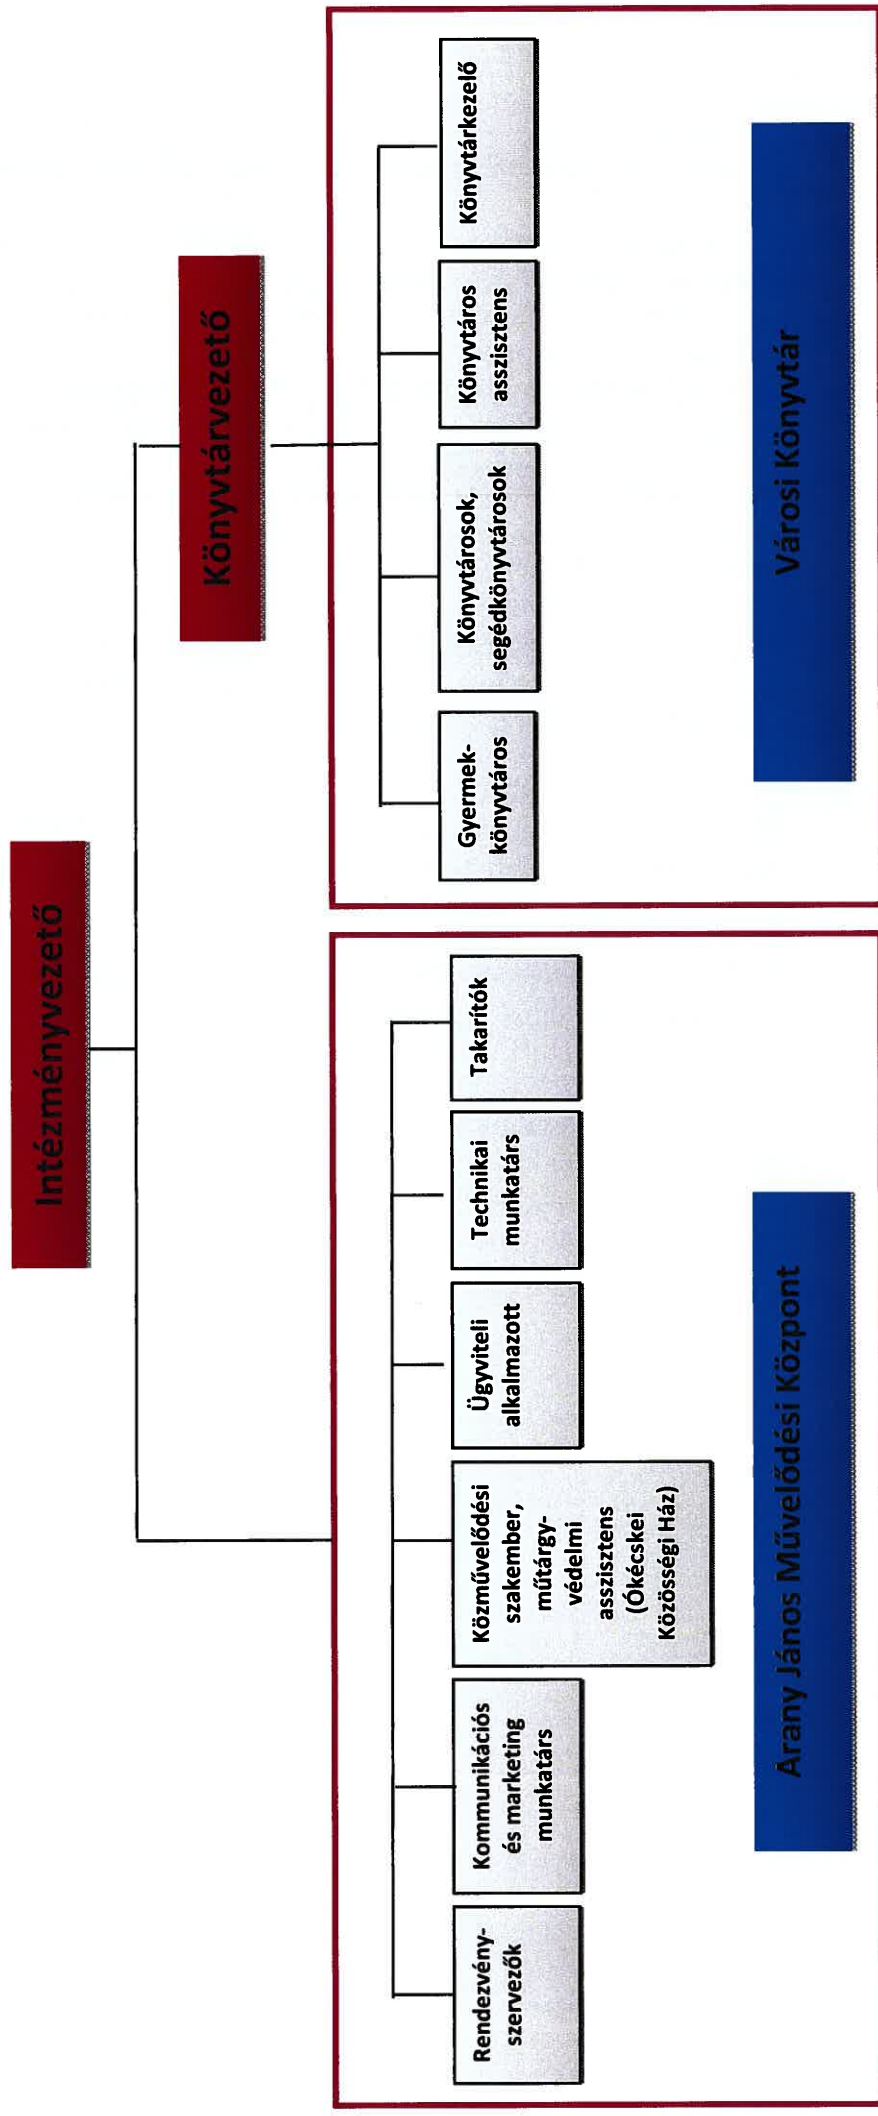 Intézményvezető
Könyvtárvezető
Rendezvény-
szervezők
Kommunikációs
és marketing
munkatárs
Közművelődési
szakember,
műtárgy-
védelmi
asszisztens
(Ókécskei
Közösségi Ház)
Ügyviteli
alkalmazott
Technikai
munkatárs
Takarítók
Gyermek-
könyvtáros
Könyvtárosok,
segédkönyvtárosok
Könyvtáros
asszisztens
Könyvtárkezelő
Arany János Művelődési Központ
Városi Könyvtár